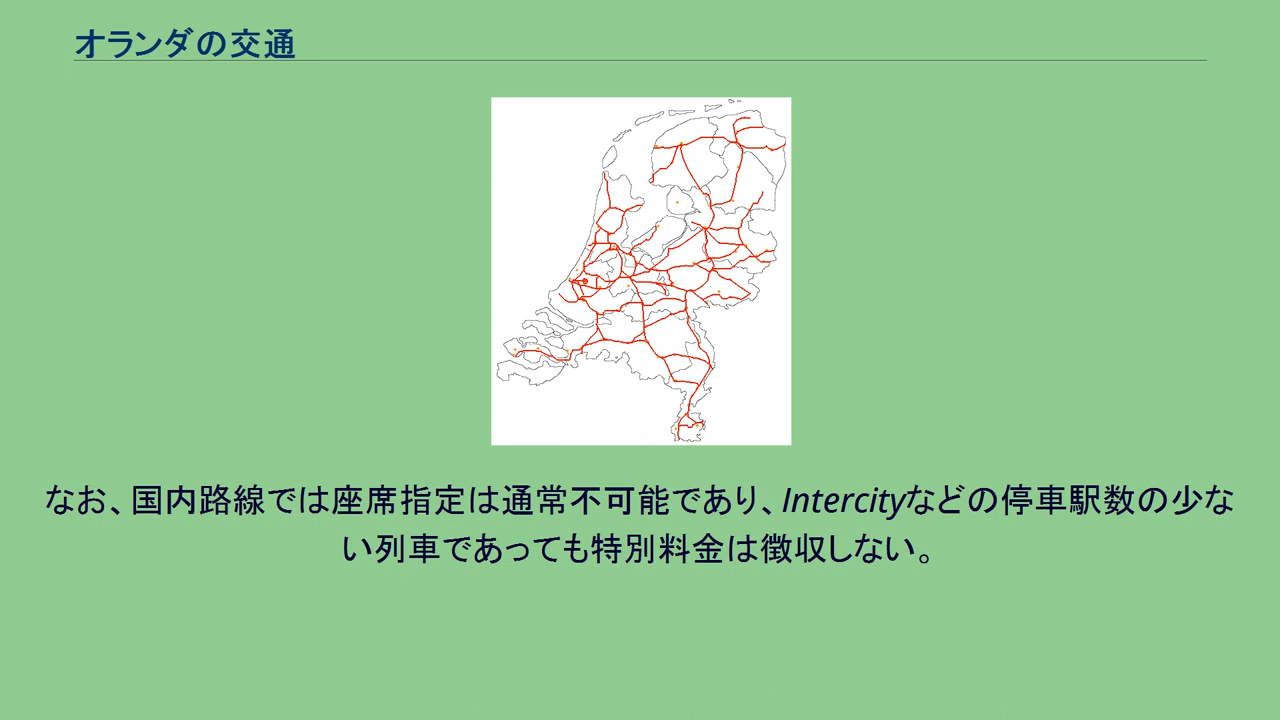 オランダの交通
なお、国内路線では座席指定は通常不可能であり、Intercityなどの停車駅数の少な
い列車であっても特別料金は徴収しない。